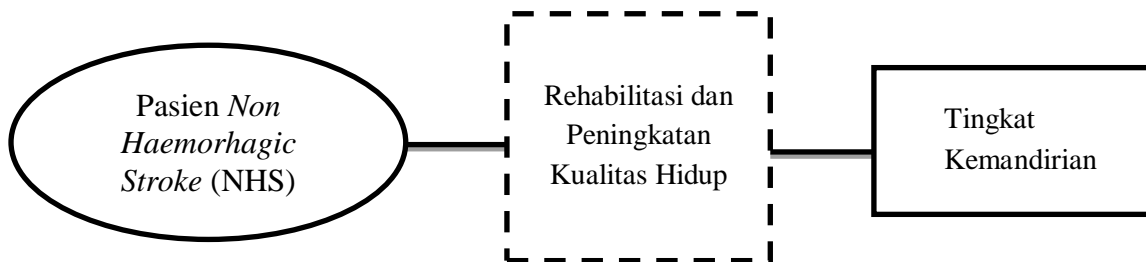 Pasien Non
Haemorhagic
Stroke (NHS)
Rehabilitasi dan
Peningkatan
Kualitas Hidup
Tingkat
Kemandirian